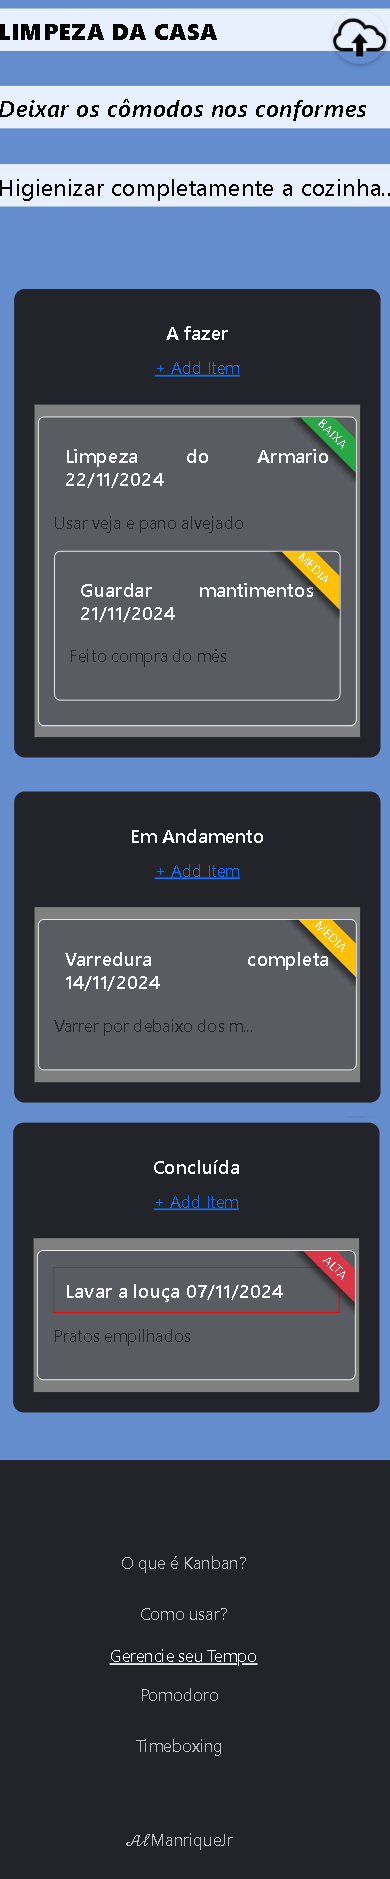 LIMPEZA DA CASA
Deixar os cômodos nos conformes
Higienizar completamente a cozinha..
A fazer
+ Add Item
BAIXA
Limpeza do Armario
22/11/2024
Usar veja e pano alvejado
MÉDIA
Guardar mantimentos
21/11/2024
Feito compra do mês
Em Andamento
+ Add Item
MÉDIA
Varredura completa
14/11/2024
Varrer por debaixo dos m...
Concluída
+ Add Item
ALTA
Lavar a louça 07/11/2024
Pratos empilhados
O que é Kanban?
Como usar?
Gerencie seu Tempo
Pomodoro
Timeboxing
𝒜ℓManriqueJr